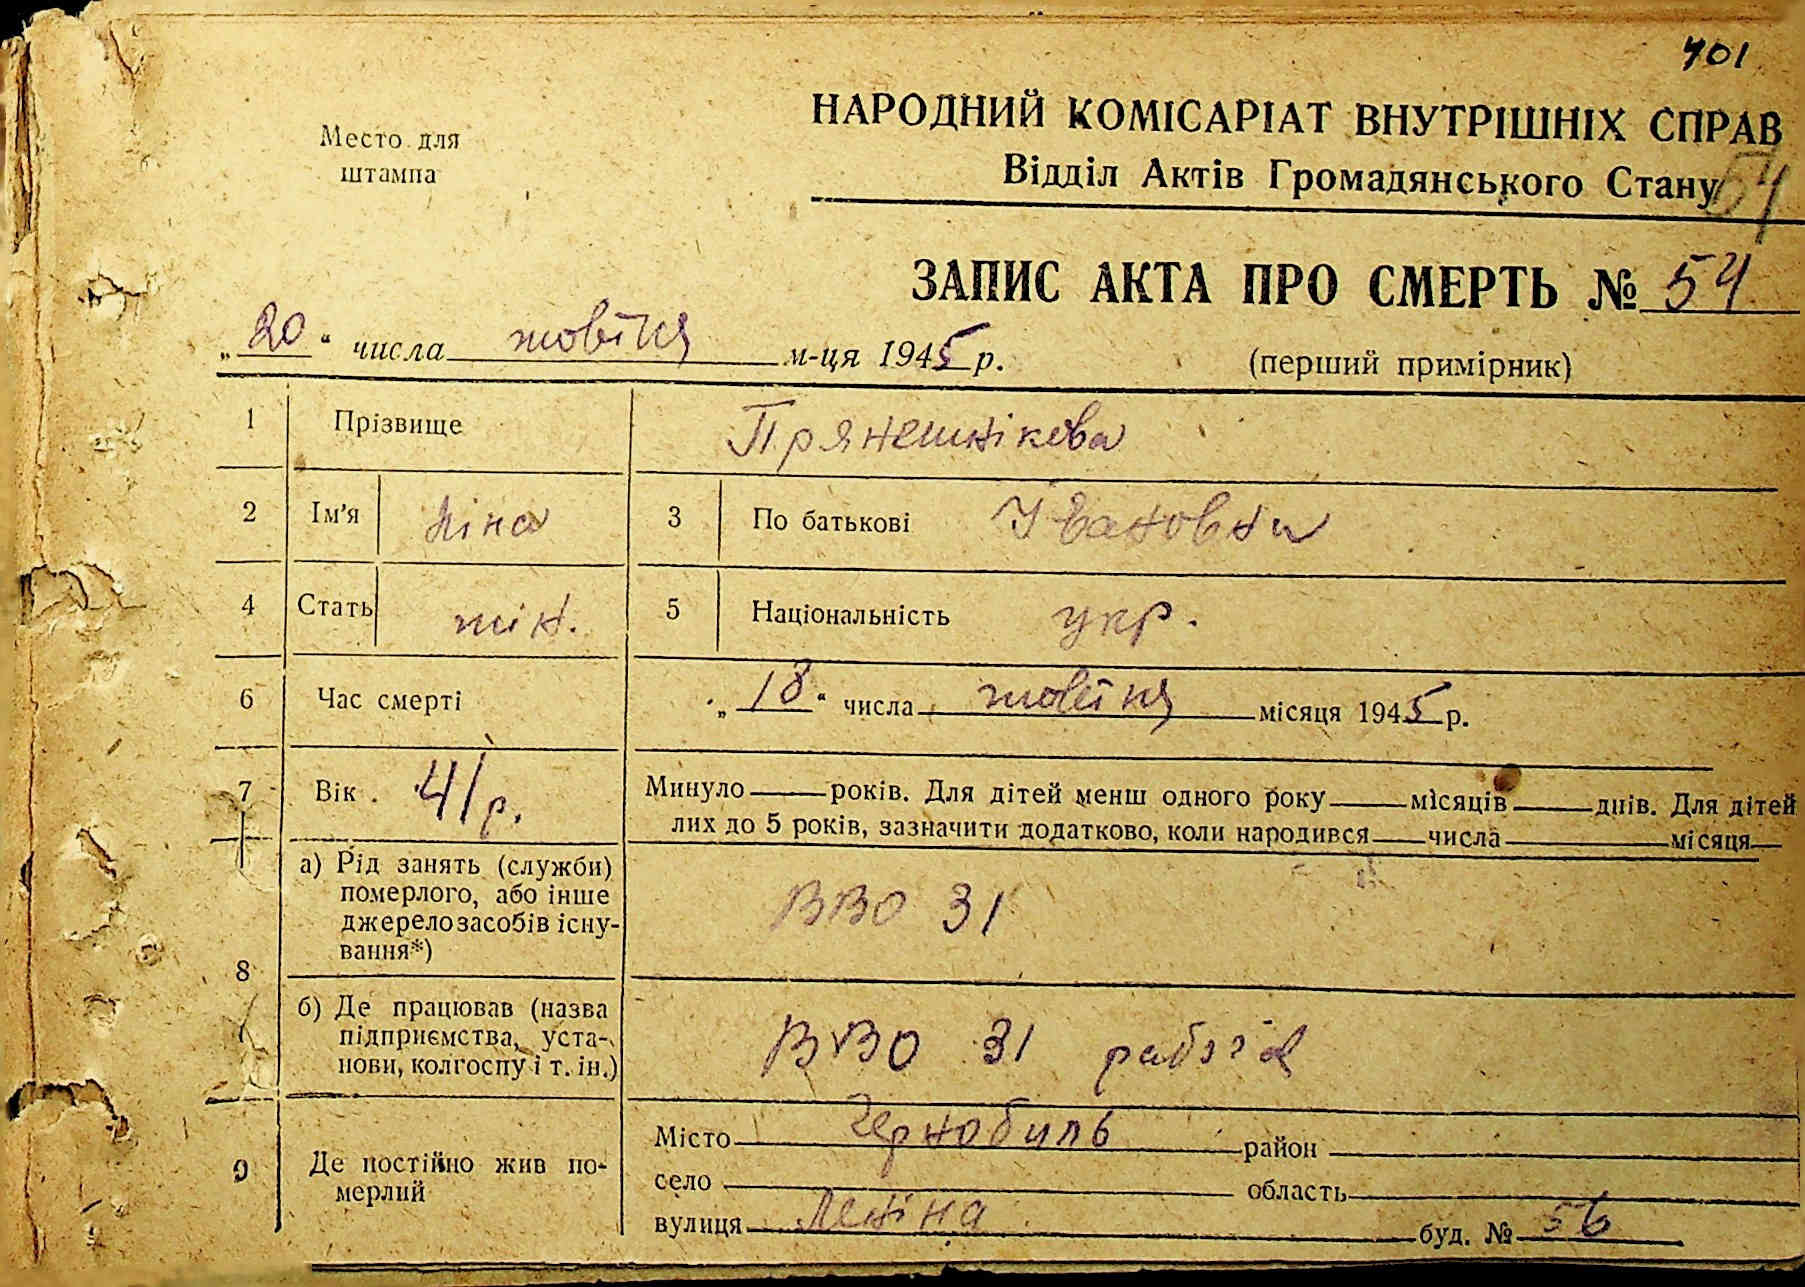 701
Место для
штампа
НАРОДНИЙ КОМІСАРІАТ ВНУТРІШНІХ СПРАВ
Відділ Актів Громадянського Стану
54
ЗАПИС АКТА ПРО СМЕРТЬ № 54
„20“ числа жовтня м-ця 1945 р.
(перший примірник)
1 Прізвище Прянешнікова
2 Ім'я Ніна 3 По батькові Івановни
4 Стать жін. 5 Національність укр.
6 Час смерті „18“ числа жовтня місяця 1945 р.
7 Вік 41 р. Минуло років. Для дітей менш одного року місяців днів. Для дітей
лих до 5 років, зазначити додатково, коли народився числа місяця
8 а) Рід занять (служби)
померлого, або інше
джерело засобів існу-
вання*)
ВВО 31
б) Де працював (назва
підприємства, уста-
нови, колгоспу і т. ін.)
ВВО 31
9 Де постійно жив по-
мерлий
Місто Чернобиль район
село область
вулиця Леніна буд. № 56